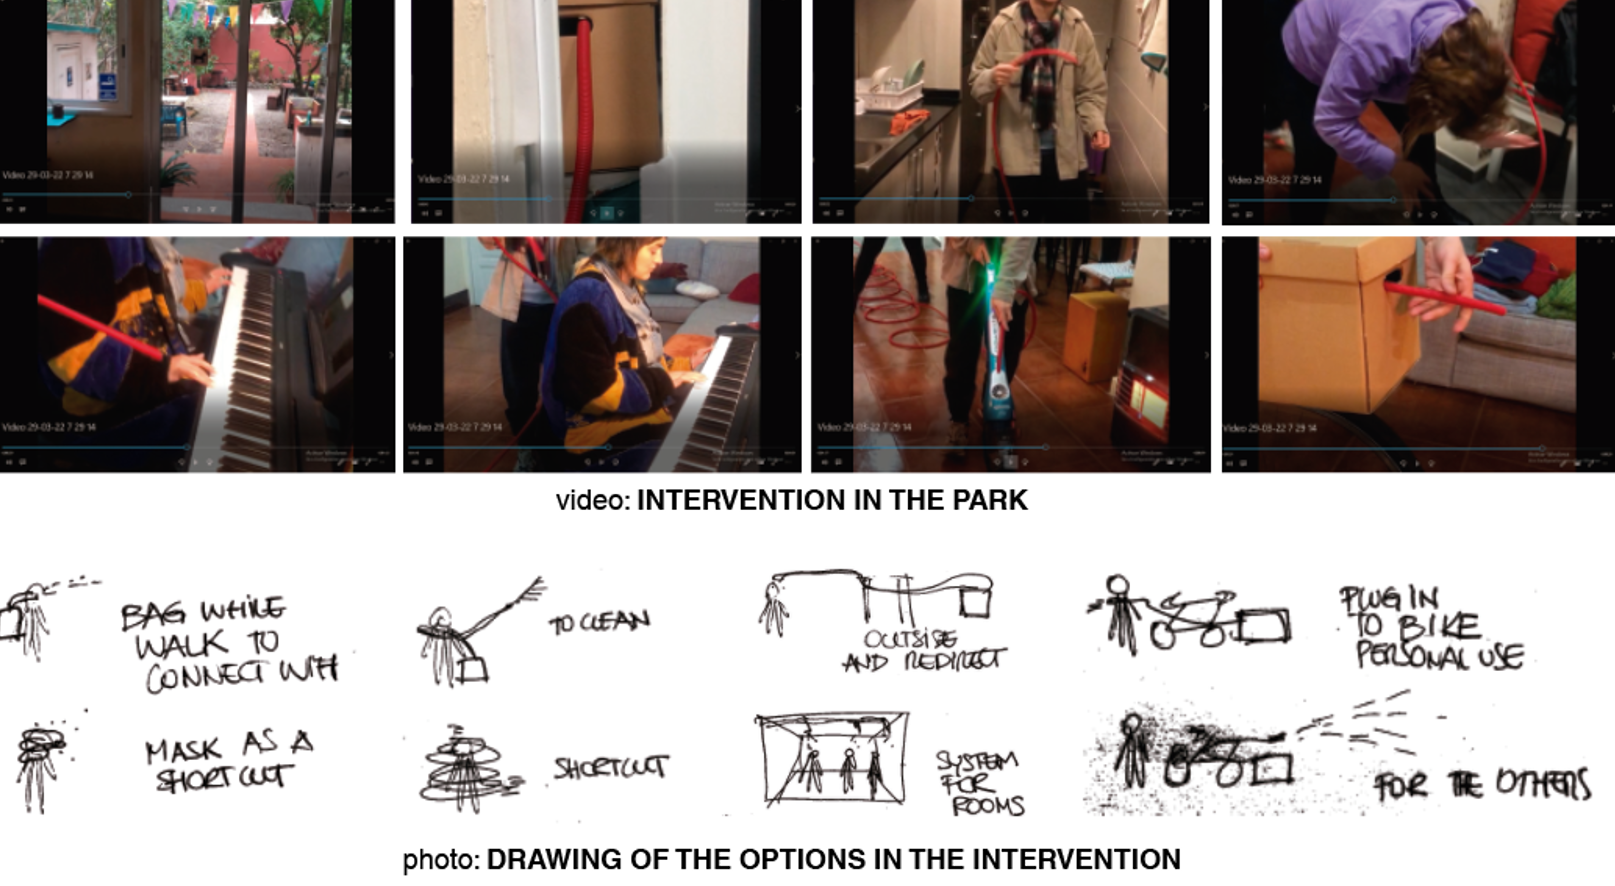 Video 29-03-22 7 29 14
Video 29-03-22 7 29 14
Video 29-03-22 7 29 14
Video 29-03-22 7 29 14
Video 29-03-22 7 29 14
Video 29-03-22 7 29 14
Video 29-03-22 7 29 14
Video 29-03-22 7 29 14
video: INTERVENTION IN THE PARK
BAG WHILE
WALK TO
CONNECT WITH
TO CLEAN
OUTSISE
AND REDIRECT
PLUG IN
TO BIKE
PERSONAL USE
MASK AS A
SHORTCUT
SHORTCUT
SYSTEM
FOR
ROOMS
FOR THE OTHERS
photo: DRAWING OF THE OPTIONS IN THE INTERVENTION